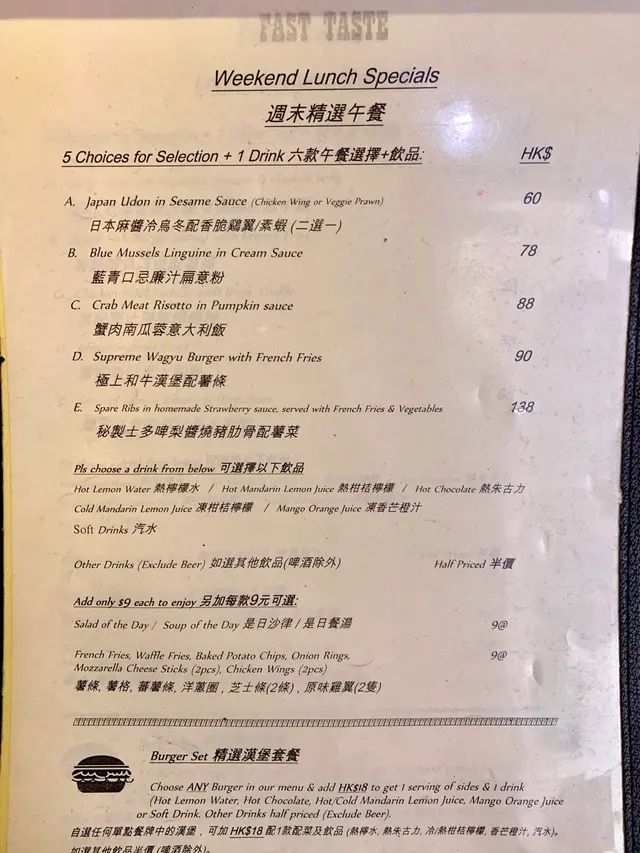 FAST TASTE
Weekend Lunch Specials
週末精選午餐
5 Choices for Selection + 1 Drink 六款午餐選擇+飲品: HK$
A. Japan Udon in Sesame Sauce (Chicken Wing or Veggie Prawn) 60
日本麻醬冷烏冬配香脆鷄翼/素蝦 (二選一)
B. Blue Mussels Linguine in Cream Sauce 78
藍青口忌廉汁扁意粉
C. Crab Meat Risotto in Pumpkin sauce 88
蟹肉南瓜蓉意大利飯
D. Supreme Wagyu Burger with French Fries 90
極上和牛漢堡配薯條
E. Spare Ribs in homemade Strawberry sauce, served with French Fries & Vegetables 138
秘製士多啤梨醬燒豬肋骨配薯菜
Pls choose a drink from below 可選擇以下飲品
Hot Lemon Water 熱檸檬水 / Hot Mandarin Lemon Juice 熱柑桔檸檬 / Hot Chocolate 熱朱古力
Cold Mandarin Lemon Juice 凍柑桔檸檬 / Mango Orange Juice 凍香芒橙汁
Soft Drinks 汽水
Other Drinks (Exclude Beer) 如選其他飲品(啤酒除外) Half Priced 半價
Add only $9 each to enjoy 另加每款9元可選:
Salad of the Day / Soup of the Day 是日沙律 / 是日餐湯 9@
French Fries, Waffle Fries, Baked Potato Chips, Onion Rings, 9@
Mozzarella Cheese Sticks (2pcs), Chicken Wings (2pcs)
薯條, 薯格, 蕃薯條, 洋蔥圈, 芝士條(2條), 原味雞翼(2隻)
Burger Set 精選漢堡套餐
Choose ANY Burger in our menu & add HK$18 to get 1 serving of sides & 1 drink
(Hot Lemon Water, Hot Chocolate, Hot/Cold Mandarin Lemon Juice, Mango Orange Juice
or Soft Drink. Other Drinks half priced (Exclude Beer).
自選任何單點餐牌中的漢堡，可加 HK$18 配1款配菜及飲品 (熱檸水, 熱朱古力, 冷/熱柑桔檸檬, 香芒橙汁, 汽水)。
如選其他飲品半價 (啤酒除外)。